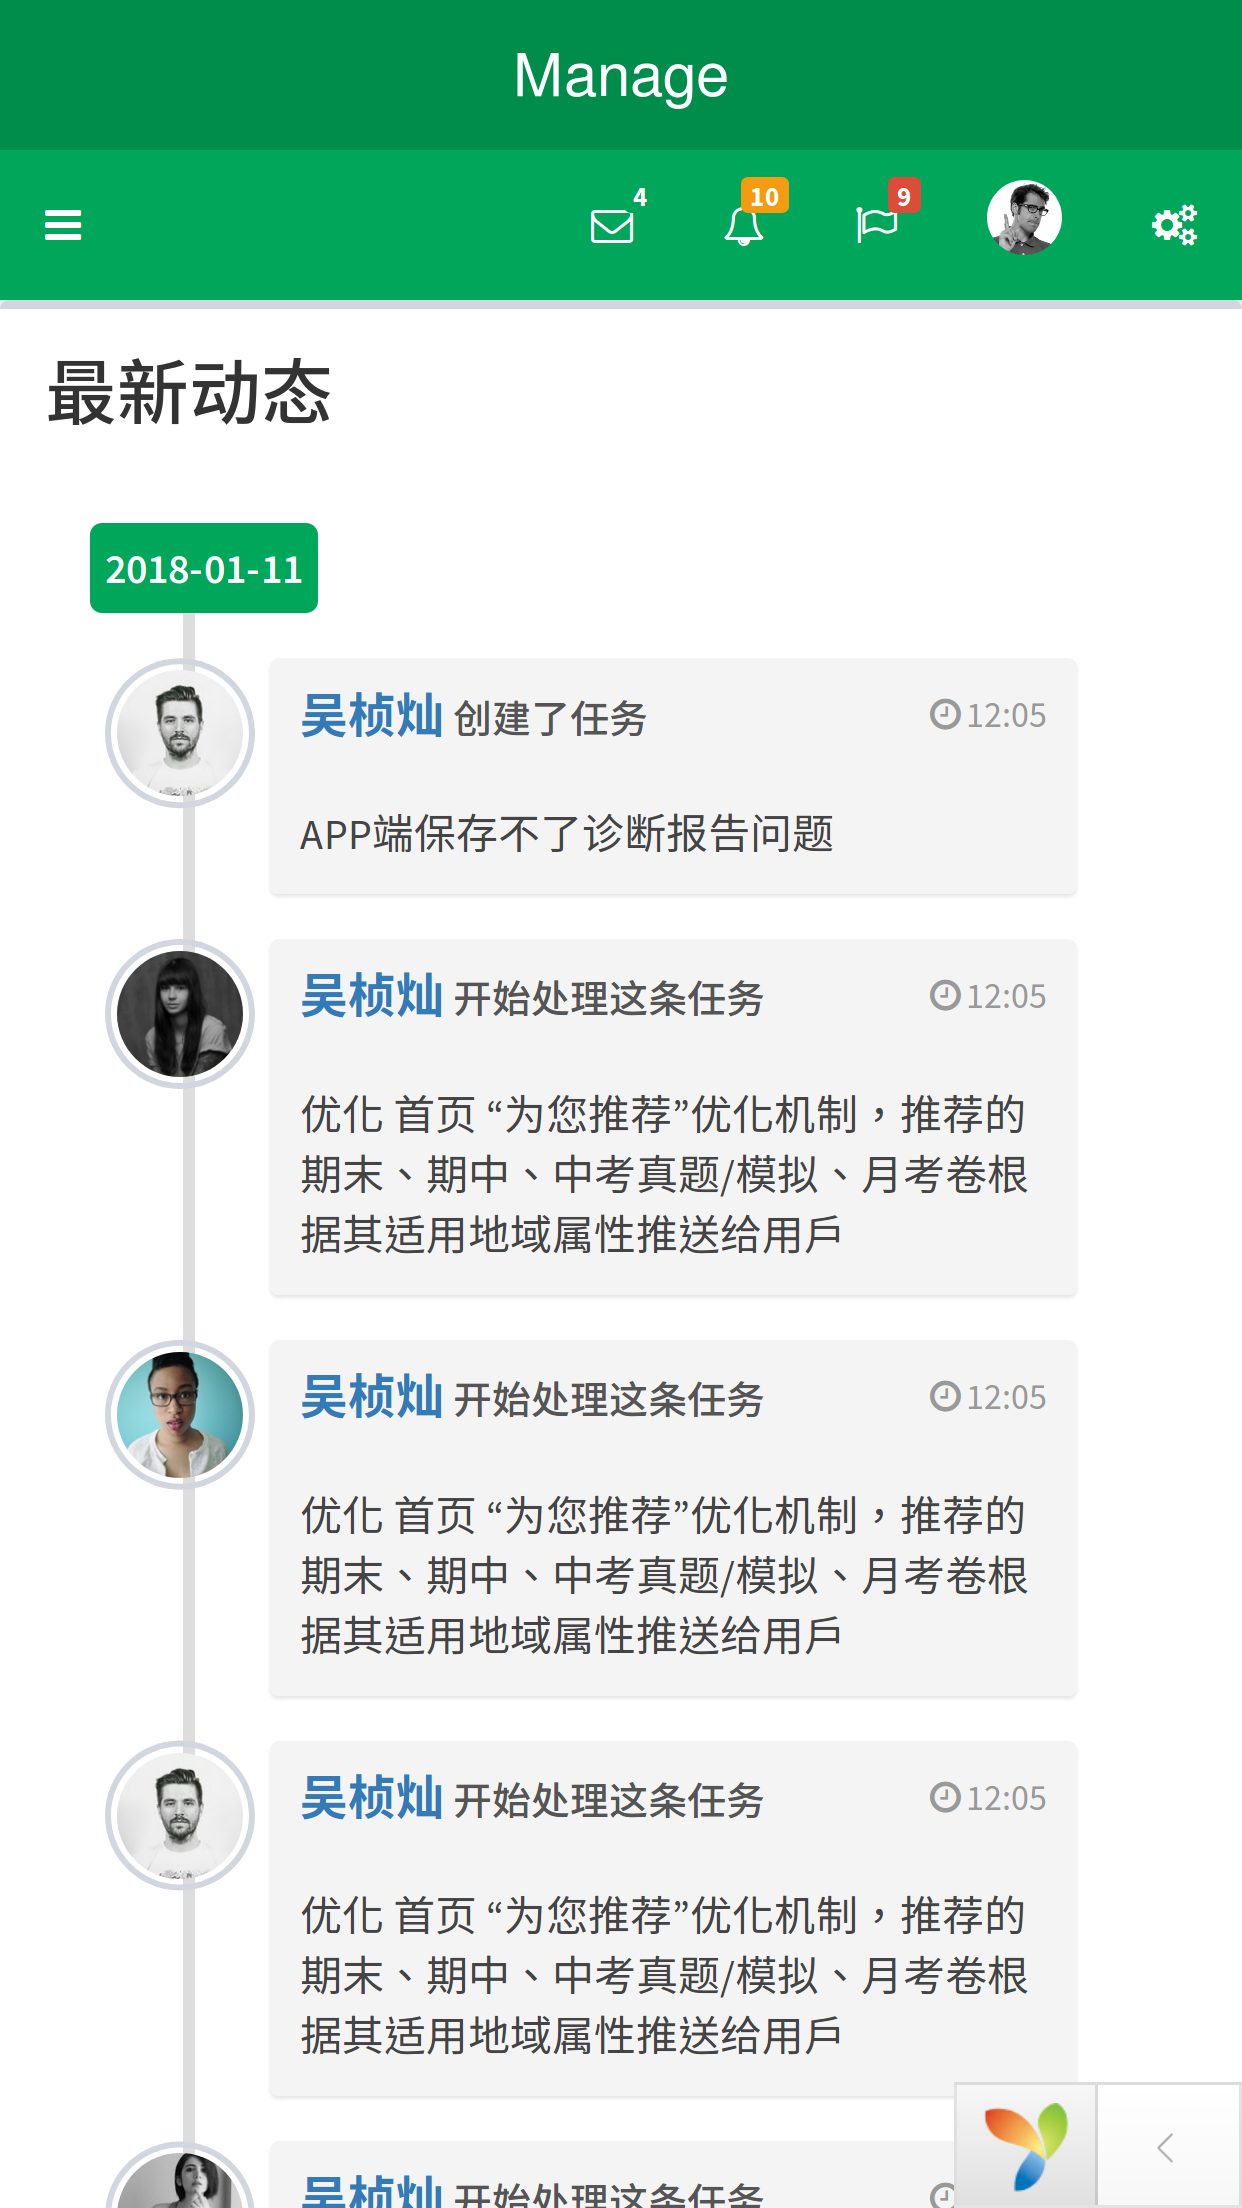 Manage
4
10
9
最新动态
2018-01-11
吴桢灿 创建了任务
12:05
APP端保存不了诊断报告问题
吴桢灿 开始处理这条任务
12:05
优化 首页 “为您推荐”优化机制，推荐的
期末、期中、中考真题/模拟、月考卷根
据其适用地域属性推送给用户
吴桢灿 开始处理这条任务
12:05
优化 首页 “为您推荐”优化机制，推荐的
期末、期中、中考真题/模拟、月考卷根
据其适用地域属性推送给用户
吴桢灿 开始处理这条任务
12:05
优化 首页 “为您推荐”优化机制，推荐的
期末、期中、中考真题/模拟、月考卷根
据其适用地域属性推送给用户
吴桢灿 开始处理这条任务